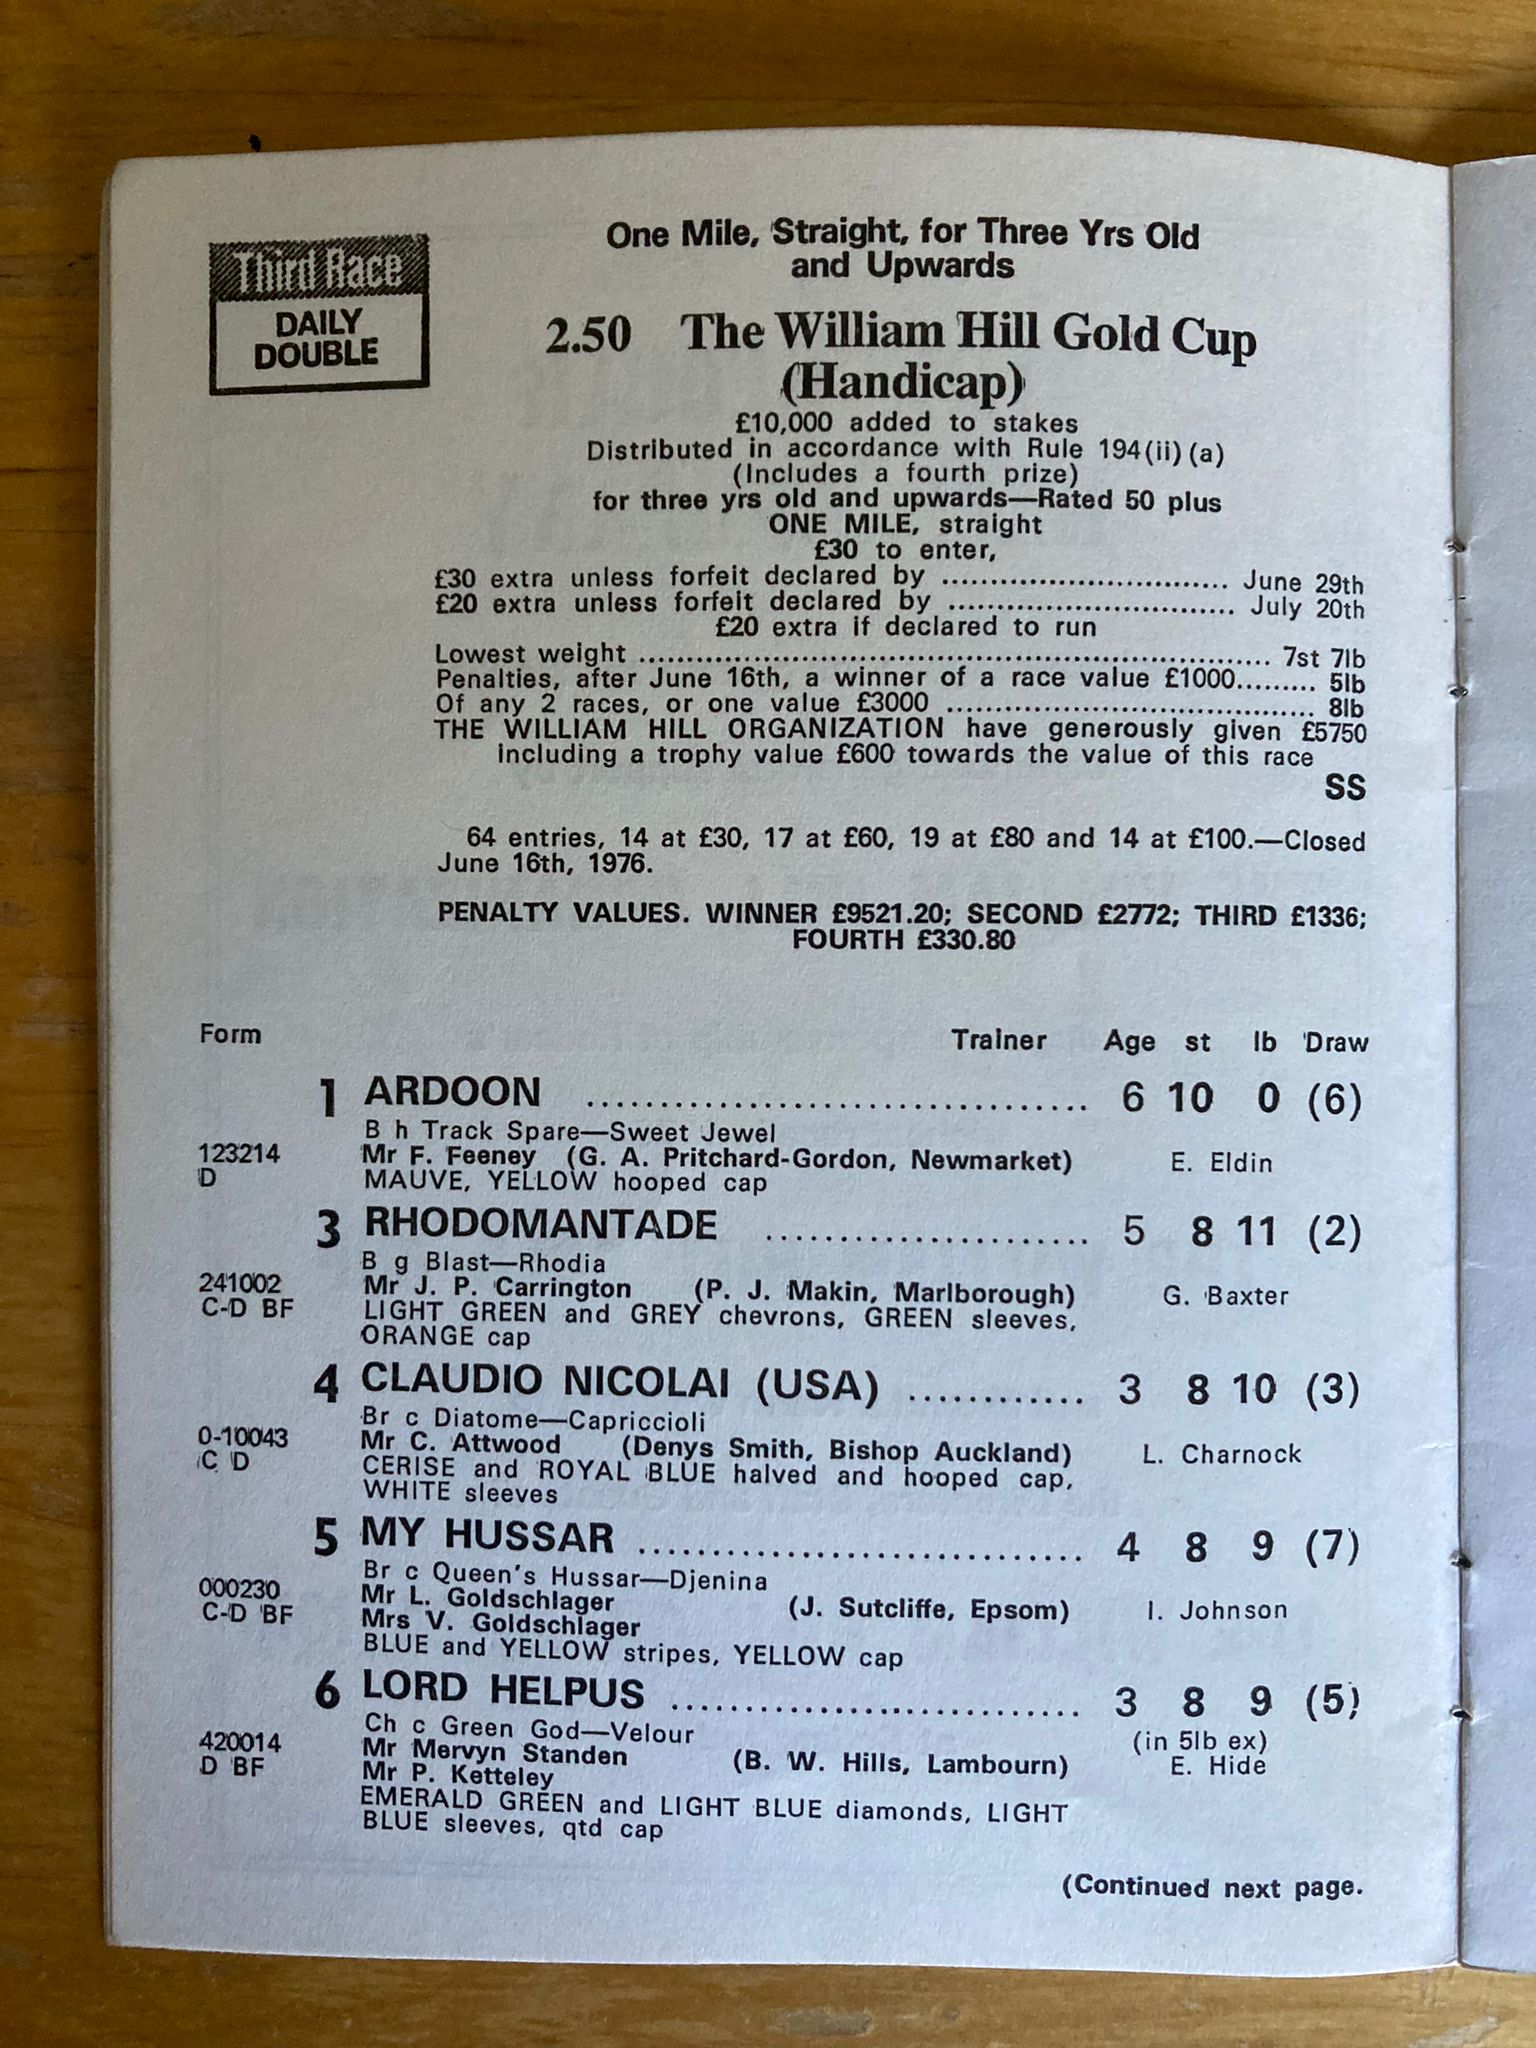 Third Race
DAILY
DOUBLE
One Mile, Straight, for Three Yrs Old
and Upwards
2.50 The William Hill Gold Cup
(Handicap)
£10,000 added to stakes
Distributed in accordance with Rule 194(ii)(a)
(Includes a fourth prize)
for three yrs old and upwards—Rated 50 plus
ONE MILE, straight
£30 to enter,
£30 extra unless forfeit declared by .............................. June 29th
£20 extra unless forfeit declared by .............................. July 20th
£20 extra if declared to run
Lowest weight .................................................................... 7st 7lb
Penalties, after June 16th, a winner of a race value £1000......... 5lb
Of any 2 races, or one value £3000 ....................................... 8lb
THE WILLIAM HILL ORGANIZATION have generously given £5750
including a trophy value £600 towards the value of this race
SS
64 entries, 14 at £30, 17 at £60, 19 at £80 and 14 at £100.—Closed
June 16th, 1976.
PENALTY VALUES. WINNER £9521.20; SECOND £2772; THIRD £1336;
FOURTH £330.80
Form Trainer Age st lb Draw
1 ARDOON .................................... 6 10 0 (6)
B h Track Spare—Sweet Jewel
123214 Mr F. Feeney (G. A. Pritchard-Gordon, Newmarket) E. Eldin
D MAUVE, YELLOW hooped cap
3 RHODOMANTADE ....................... 5 8 11 (2)
B g Blast—Rhodia
241002 Mr J. P. Carrington (P. J. Makin, Marlborough) G. Baxter
C-D BF LIGHT GREEN and GREY chevrons, GREEN sleeves,
ORANGE cap
4 CLAUDIO NICOLAI (USA) ............ 3 8 10 (3)
Br c Diatome—Capriccioli
0-10043 Mr C. Attwood (Denys Smith, Bishop Auckland) L. Charnock
C D CERISE and ROYAL BLUE halved and hooped cap,
WHITE sleeves
5 MY HUSSAR ................................ 4 8 9 (7)
Br c Queen's Hussar—Djenina
000230 Mr L. Goldschlager (J. Sutcliffe, Epsom) I. Johnson
C-D BF Mrs V. Goldschlager
BLUE and YELLOW stripes, YELLOW cap
6 LORD HELPUS ............................. 3 8 9 (5)
Ch c Green God—Velour (in 5lb ex)
420014 Mr Mervyn Standen (B. W. Hills, Lambourn) E. Hide
D BF Mr P. Ketteley
EMERALD GREEN and LIGHT BLUE diamonds, LIGHT
BLUE sleeves, qtd cap
(Continued next page.